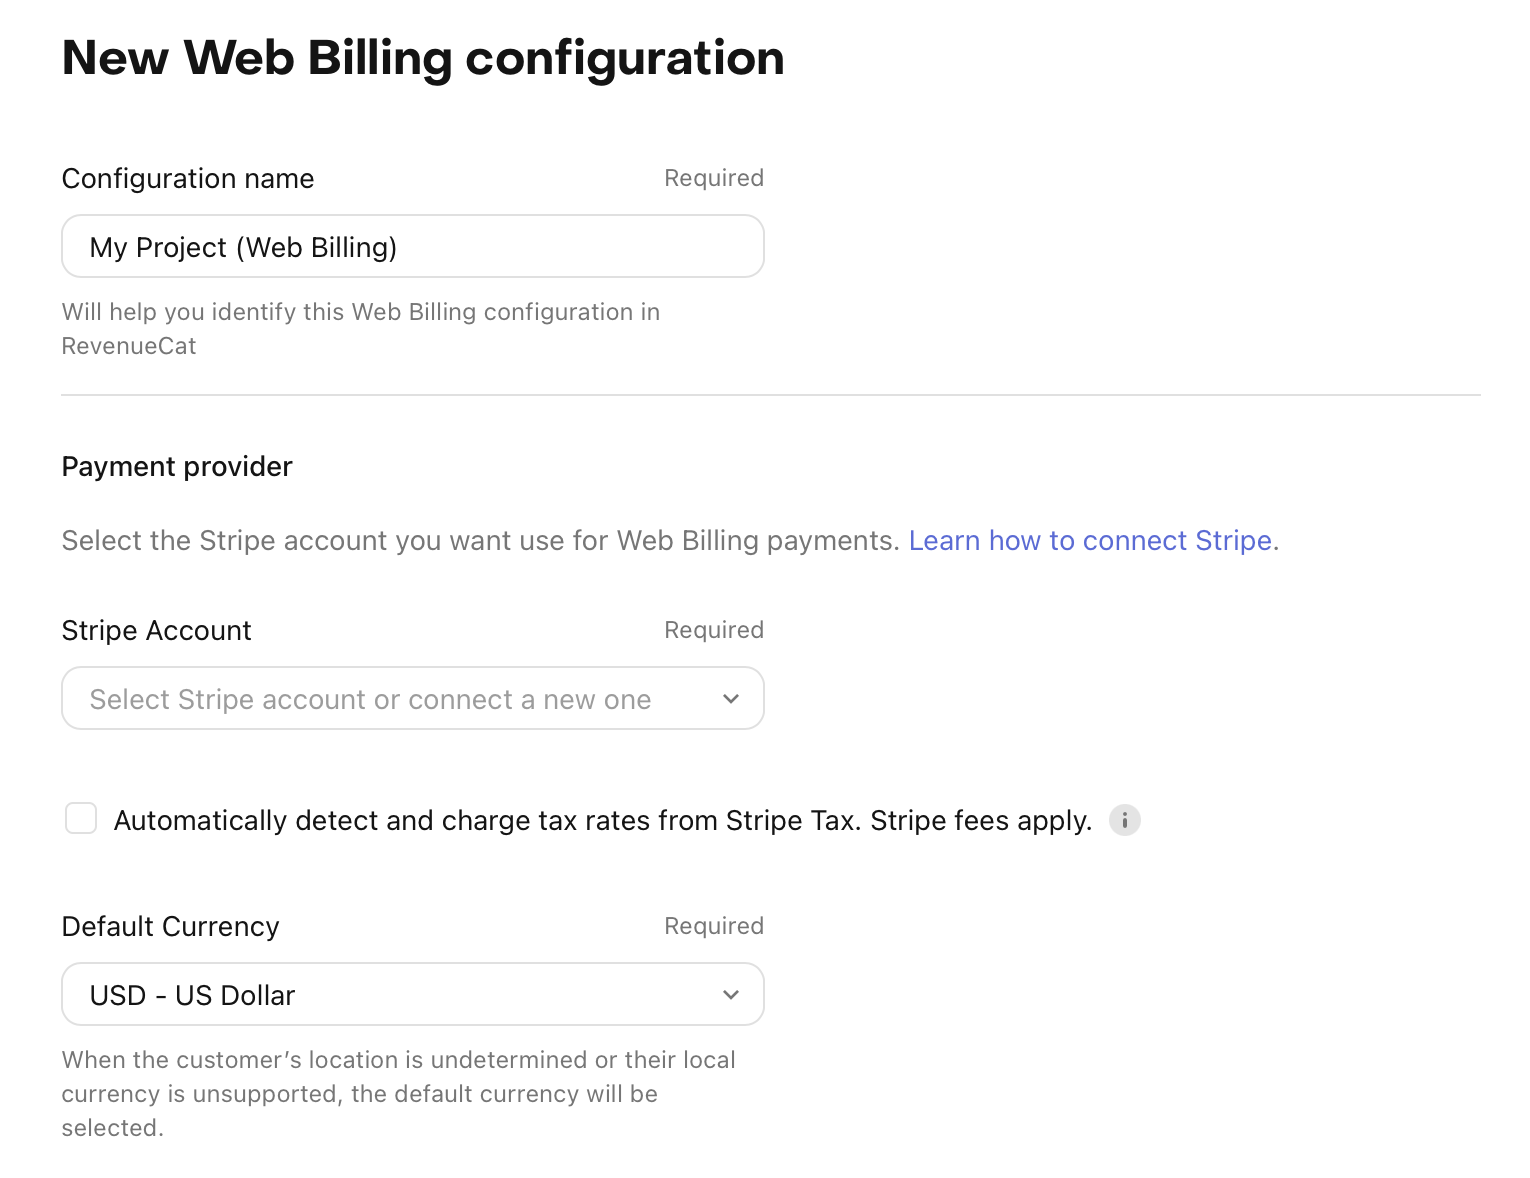 New Web Billing configuration
Configuration name
Required
My Project (Web Billing)
Will help you identify this Web Billing configuration in
RevenueCat
Payment provider
Select the Stripe account you want use for Web Billing payments. Learn how to connect Stripe.
Stripe Account
Required
Select Stripe account or connect a new one
Automatically detect and charge tax rates from Stripe Tax. Stripe fees apply.
Default Currency
Required
USD - US Dollar
When the customer’s location is undetermined or their local
currency is unsupported, the default currency will be
selected.